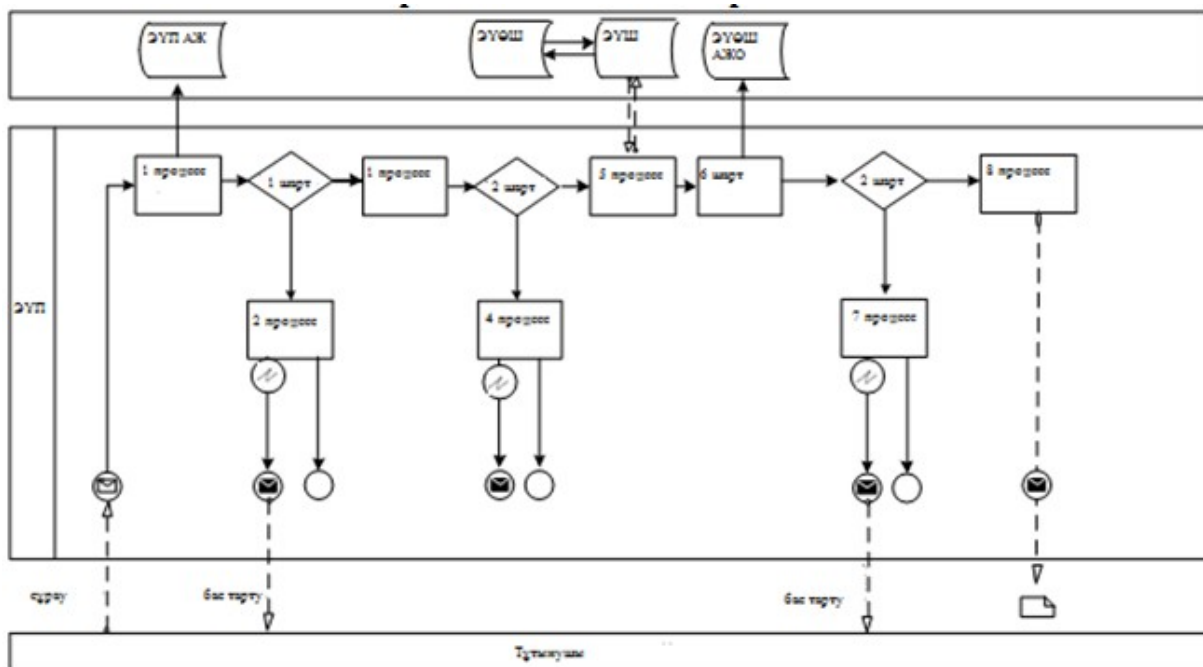 ЭҮП АЖ
ЭҮӨШ
ЭҮШ
ЭҮӨШ
АЖО
1 процесс
1 шарт
1 процесс
2 шарт
5 процесс
6 шарт
2 шарт
8 процесс
ЭҮП
2 процесс
4 процесс
7 процесс
сұрау
бас тарту
бас тарту
Тұтынушы